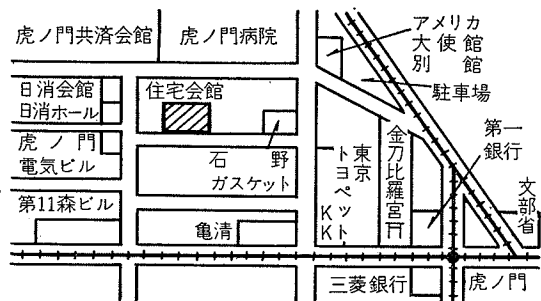 虎ノ門共済会館
虎ノ門病院
アメリカ
大使館
別館
駐車場
日消会館
日消ホール
住宅会館
虎ノ門
電気ビル
石野
ガスケット
東京
トヨペット
KK
金刀比羅宮
第一
銀行
文部省
第11森ビル
亀清
三菱銀行
虎ノ門